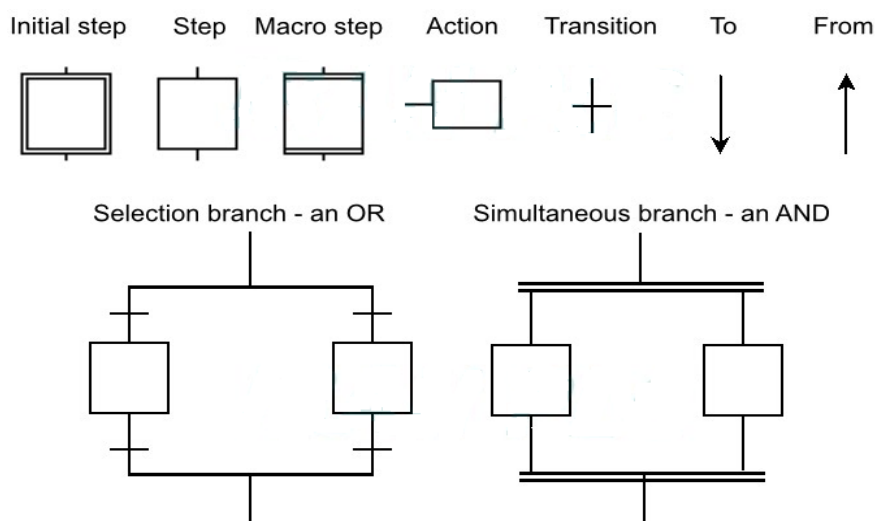 Initial step Step Macro step Action Transition To From
Selection branch - an OR Simultaneous branch - an AND